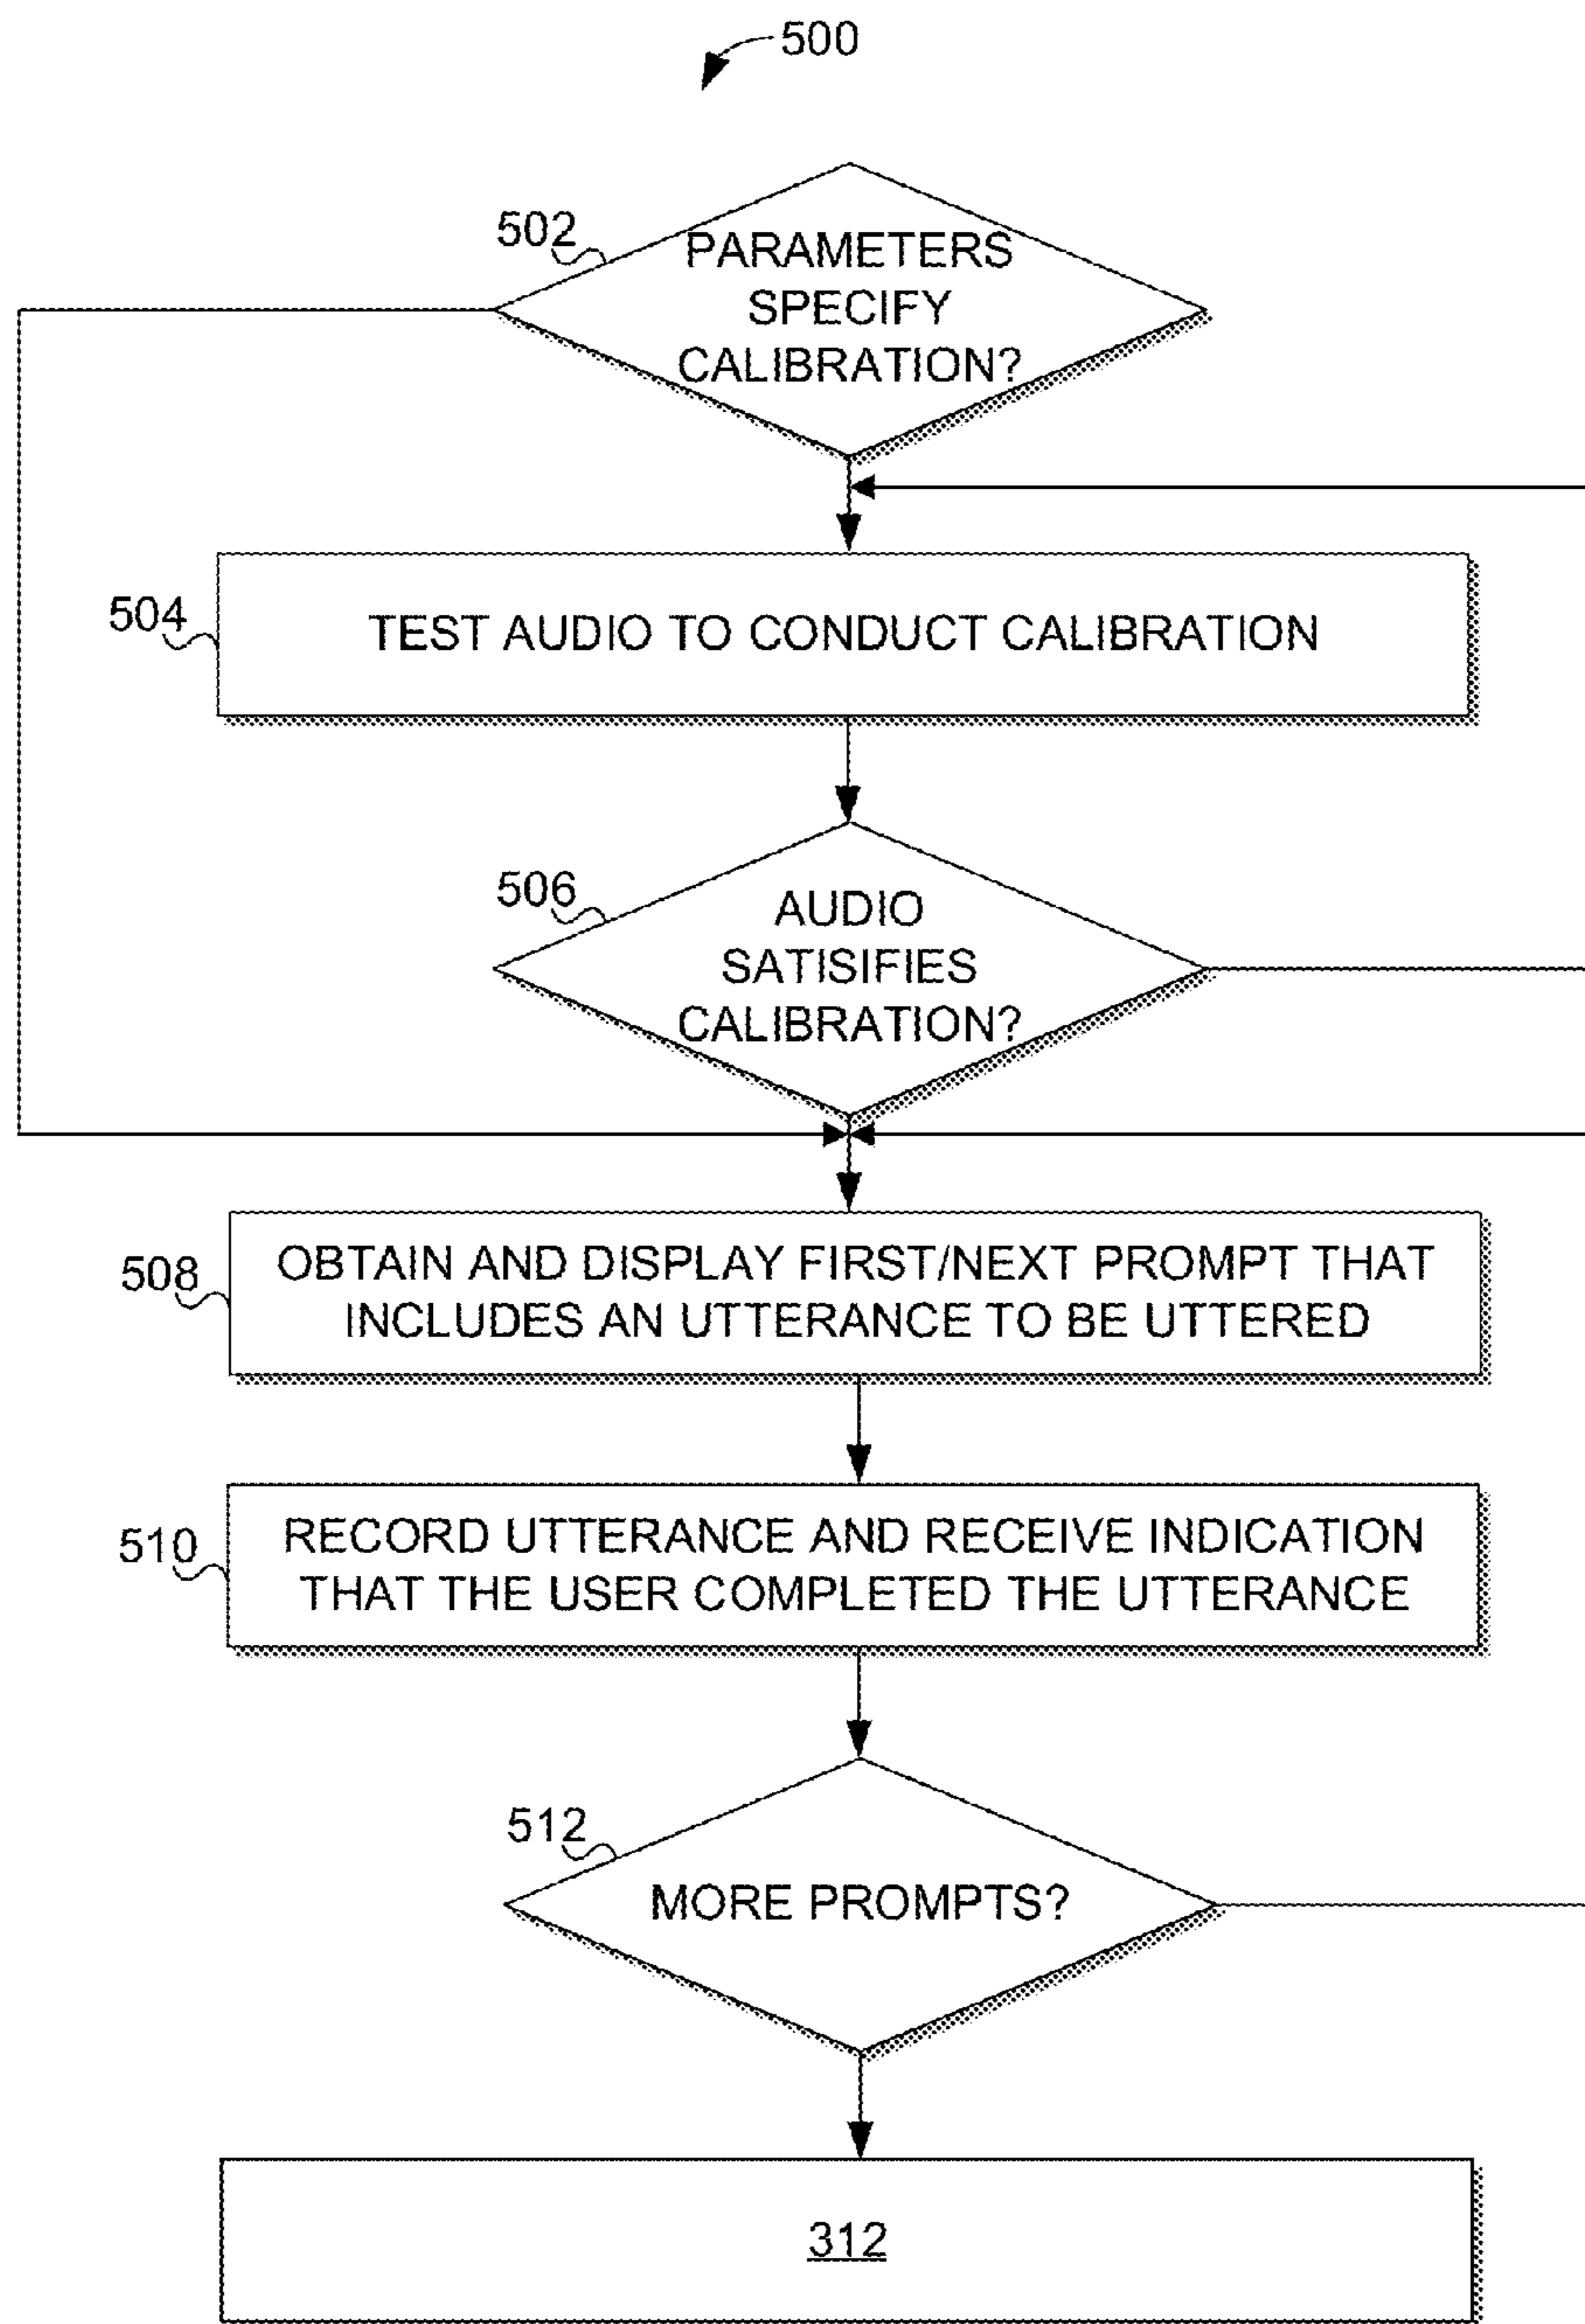 500
502
PARAMETERS
SPECIFY
CALIBRATION?
504
TEST AUDIO TO CONDUCT CALIBRATION
506
AUDIO
SATISIFIES
CALIBRATION?
508
OBTAIN AND DISPLAY FIRST/NEXT PROMPT THAT
INCLUDES AN UTTERANCE TO BE UTTERED
510
RECORD UTTERANCE AND RECEIVE INDICATION
THAT THE USER COMPLETED THE UTTERANCE
512
MORE PROMPTS?
312